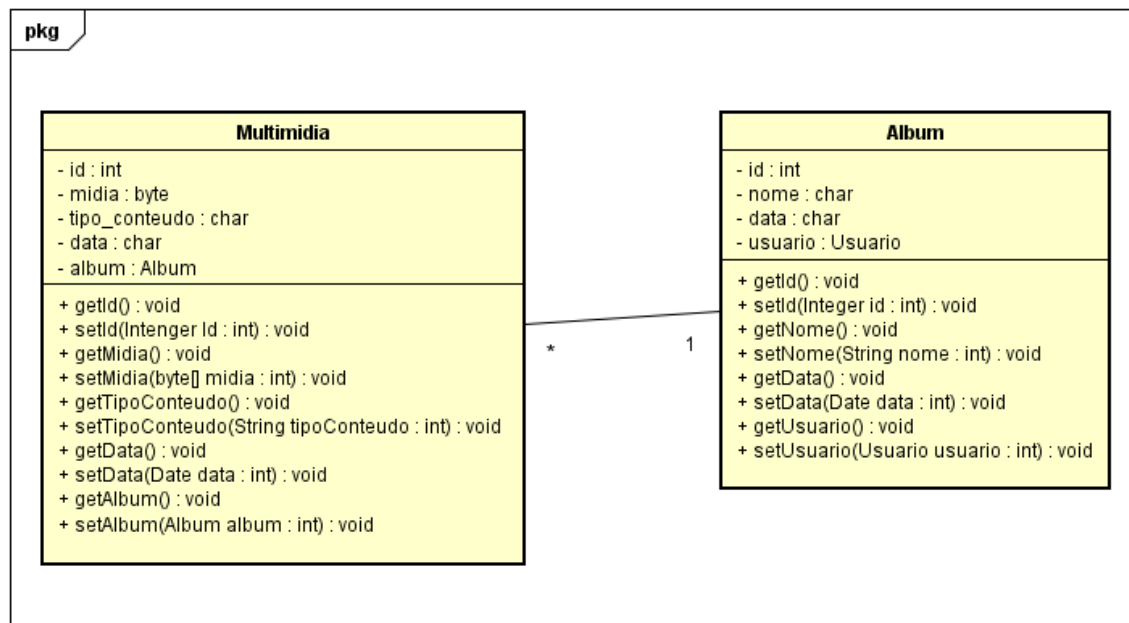 pkg
Multimidia
- id : int
- midia : byte
- tipo_conteudo : char
- data : char
- album : Album
+ getId() : void
+ setId(Intenger Id : int) : void
+ getMidia() : void
+ setMidia(byte[] midia : int) : void
+ getTipoConteudo() : void
+ setTipoConteudo(String tipoConteudo : int) : void
+ getData() : void
+ setData(Date data : int) : void
+ getAlbum() : void
+ setAlbum(Album album : int) : void
*
1
Album
- id : int
- nome : char
- data : char
- usuario : Usuario
+ getId() : void
+ setId(Integer id : int) : void
+ getNome() : void
+ setNome(String nome : int) : void
+ getData() : void
+ setData(Date data : int) : void
+ getUsuario() : void
+ setUsuario(Usuario usuario : int) : void